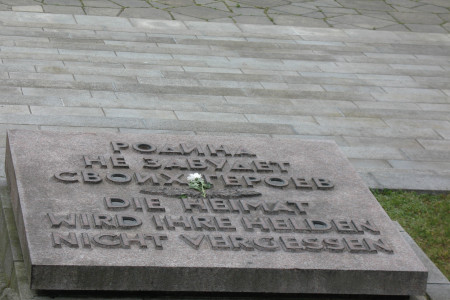 РОДИНА
НЕ ЗАБУДЕТ
СВОИХ ГЕРОЕВ
DIE HEIMAT
WIRD IHRE HELDEN
NICHT VERGESSEN